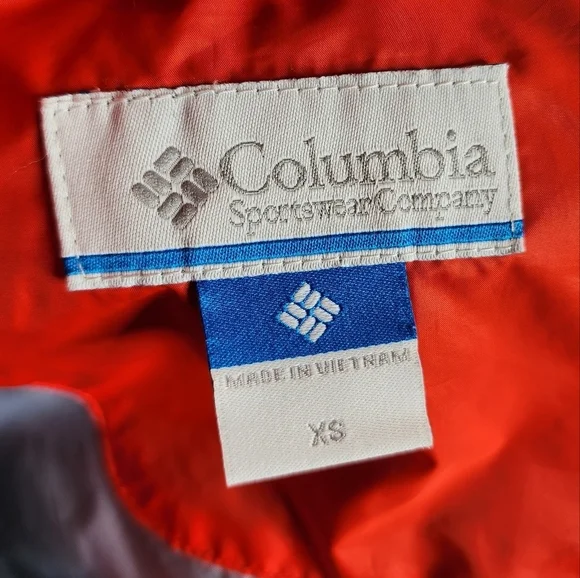 Columbia
Sportswear Company
MADE IN VIETNAM
XS